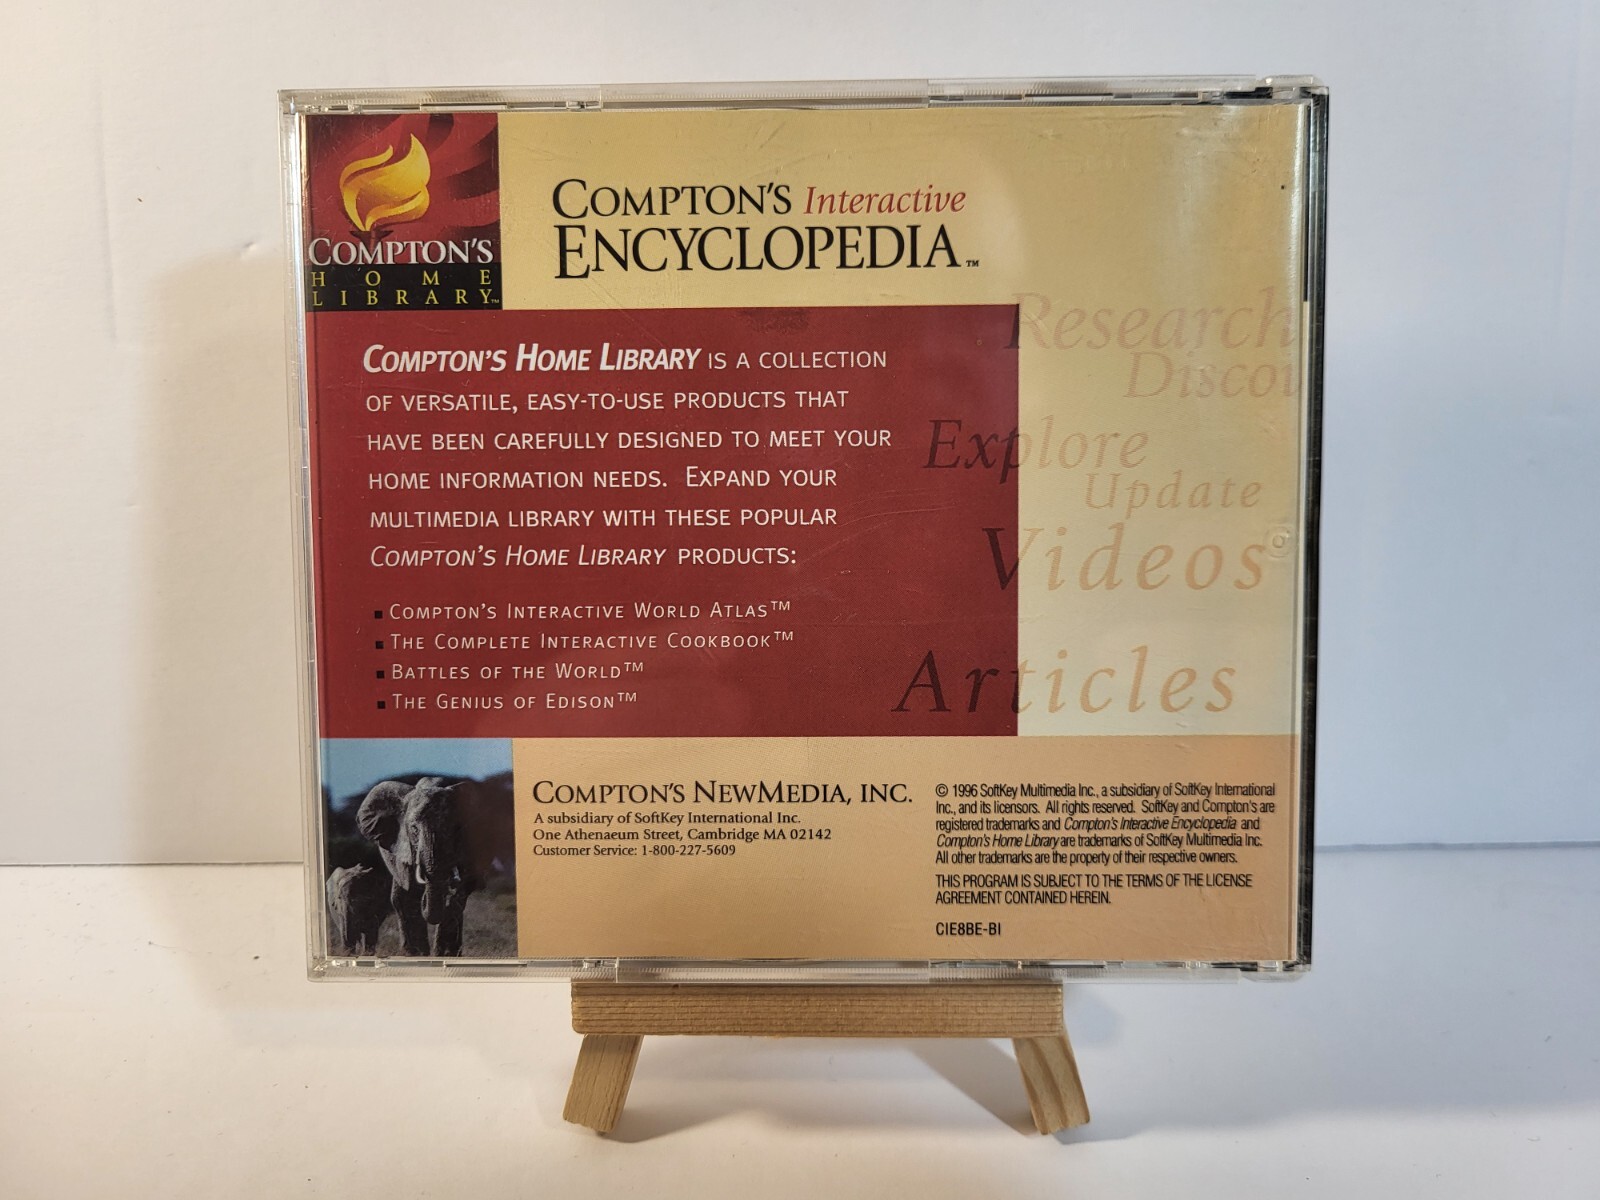 COMPTON'S
HOME
LIBRARY™
COMPTON'S Interactive
ENCYCLOPEDIA™
Research
Discov
Explore
Update
Videos
Articles
COMPTON'S HOME LIBRARY IS A COLLECTION
OF VERSATILE, EASY-TO-USE PRODUCTS THAT
HAVE BEEN CAREFULLY DESIGNED TO MEET YOUR
HOME INFORMATION NEEDS. EXPAND YOUR
MULTIMEDIA LIBRARY WITH THESE POPULAR
COMPTON'S HOME LIBRARY PRODUCTS:
▪ COMPTON'S INTERACTIVE WORLD ATLAS™
▪ THE COMPLETE INTERACTIVE COOKBOOK™
▪ BATTLES OF THE WORLD™
▪ THE GENIUS OF EDISON™
COMPTON'S NEWMEDIA, INC.
A subsidiary of SoftKey International Inc.
One Athenaeum Street, Cambridge MA 02142
Customer Service: 1-800-227-5609
© 1996 SoftKey Multimedia Inc., a subsidiary of SoftKey International
Inc., and its licensors. All rights reserved. SoftKey and Compton's are
registered trademarks and Compton's Interactive Encyclopedia and
Compton's Home Library are trademarks of SoftKey Multimedia Inc.
All other trademarks are the property of their respective owners.
THIS PROGRAM IS SUBJECT TO THE TERMS OF THE LICENSE
AGREEMENT CONTAINED HEREIN.
CIE8BE-BI